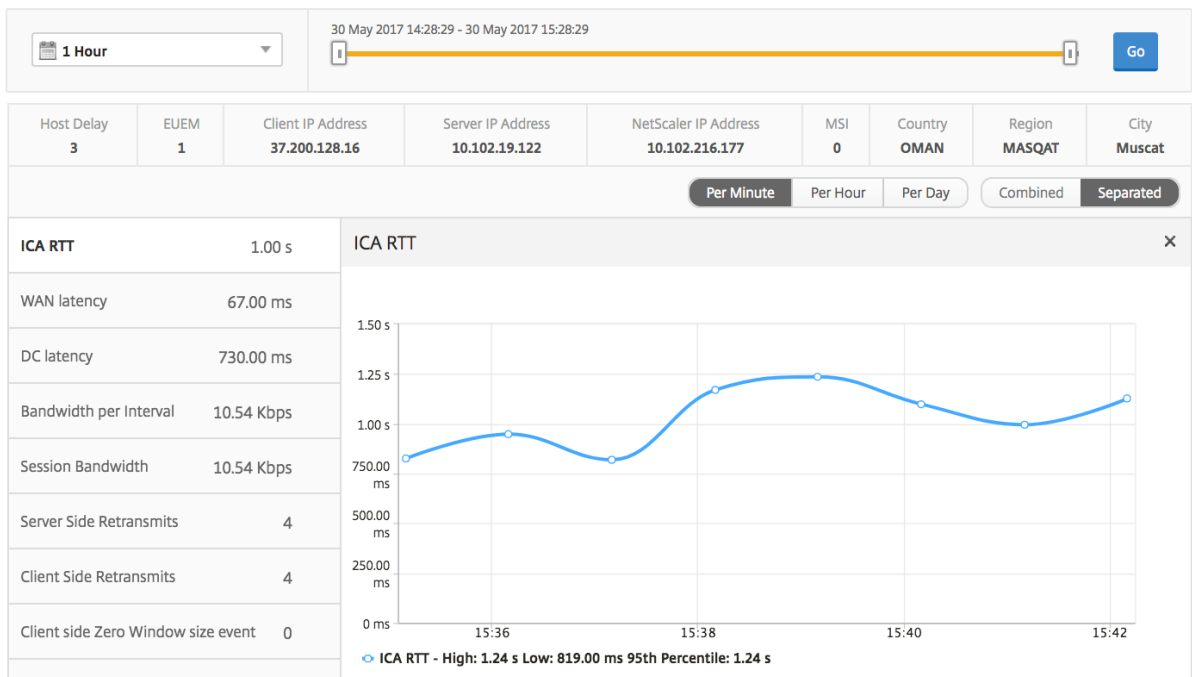 30 May 2017 14:28:29 - 30 May 2017 15:28:29
1 Hour
Go
Host Delay EUEM Client IP Address Server IP Address NetScaler IP Address MSI Country Region City
3 1 37.200.128.16 10.102.19.122 10.102.216.177 0 OMAN MASQAT Muscat
Per Minute Per Hour Per Day Combined Separated
ICA RTT 1.00 s
WAN latency 67.00 ms
DC latency 730.00 ms
Bandwidth per Interval 10.54 Kbps
Session Bandwidth 10.54 Kbps
Server Side Retransmits 4
Client Side Retransmits 4
Client side Zero Window size event 0
ICA RTT ×
1.50 s
1.25 s
1.00 s
750.00
ms
500.00
ms
250.00
ms
0 ms
15:36 15:38 15:40 15:42
ICA RTT - High: 1.24 s Low: 819.00 ms 95th Percentile: 1.24 s